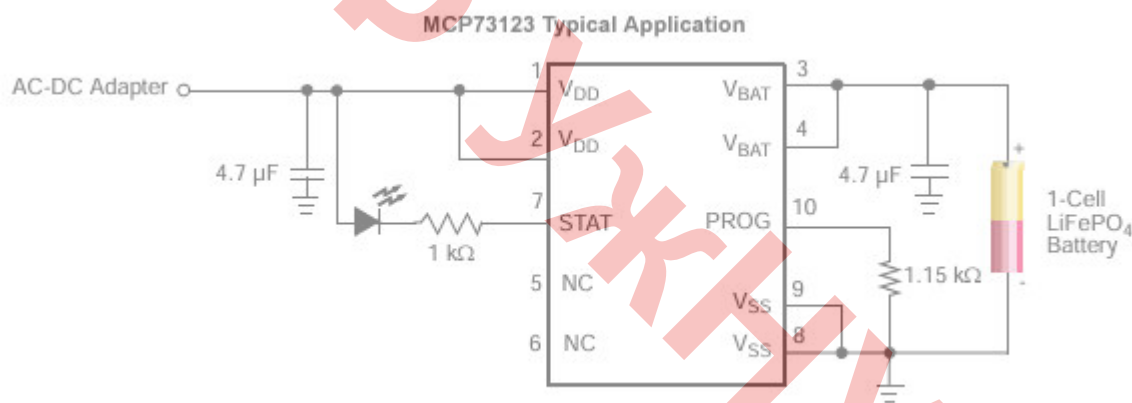 MCP73123 Typical Application
AC-DC Adapter
1
VDD
2
VDD
7
STAT
5
NC
6
NC
4.7 µF
1 kΩ
3
VBAT
4
VBAT
10
PROG
9
VSS
8
VSS
4.7 µF
1.15 kΩ
+
-
1-Cell
LiFePO4
Battery